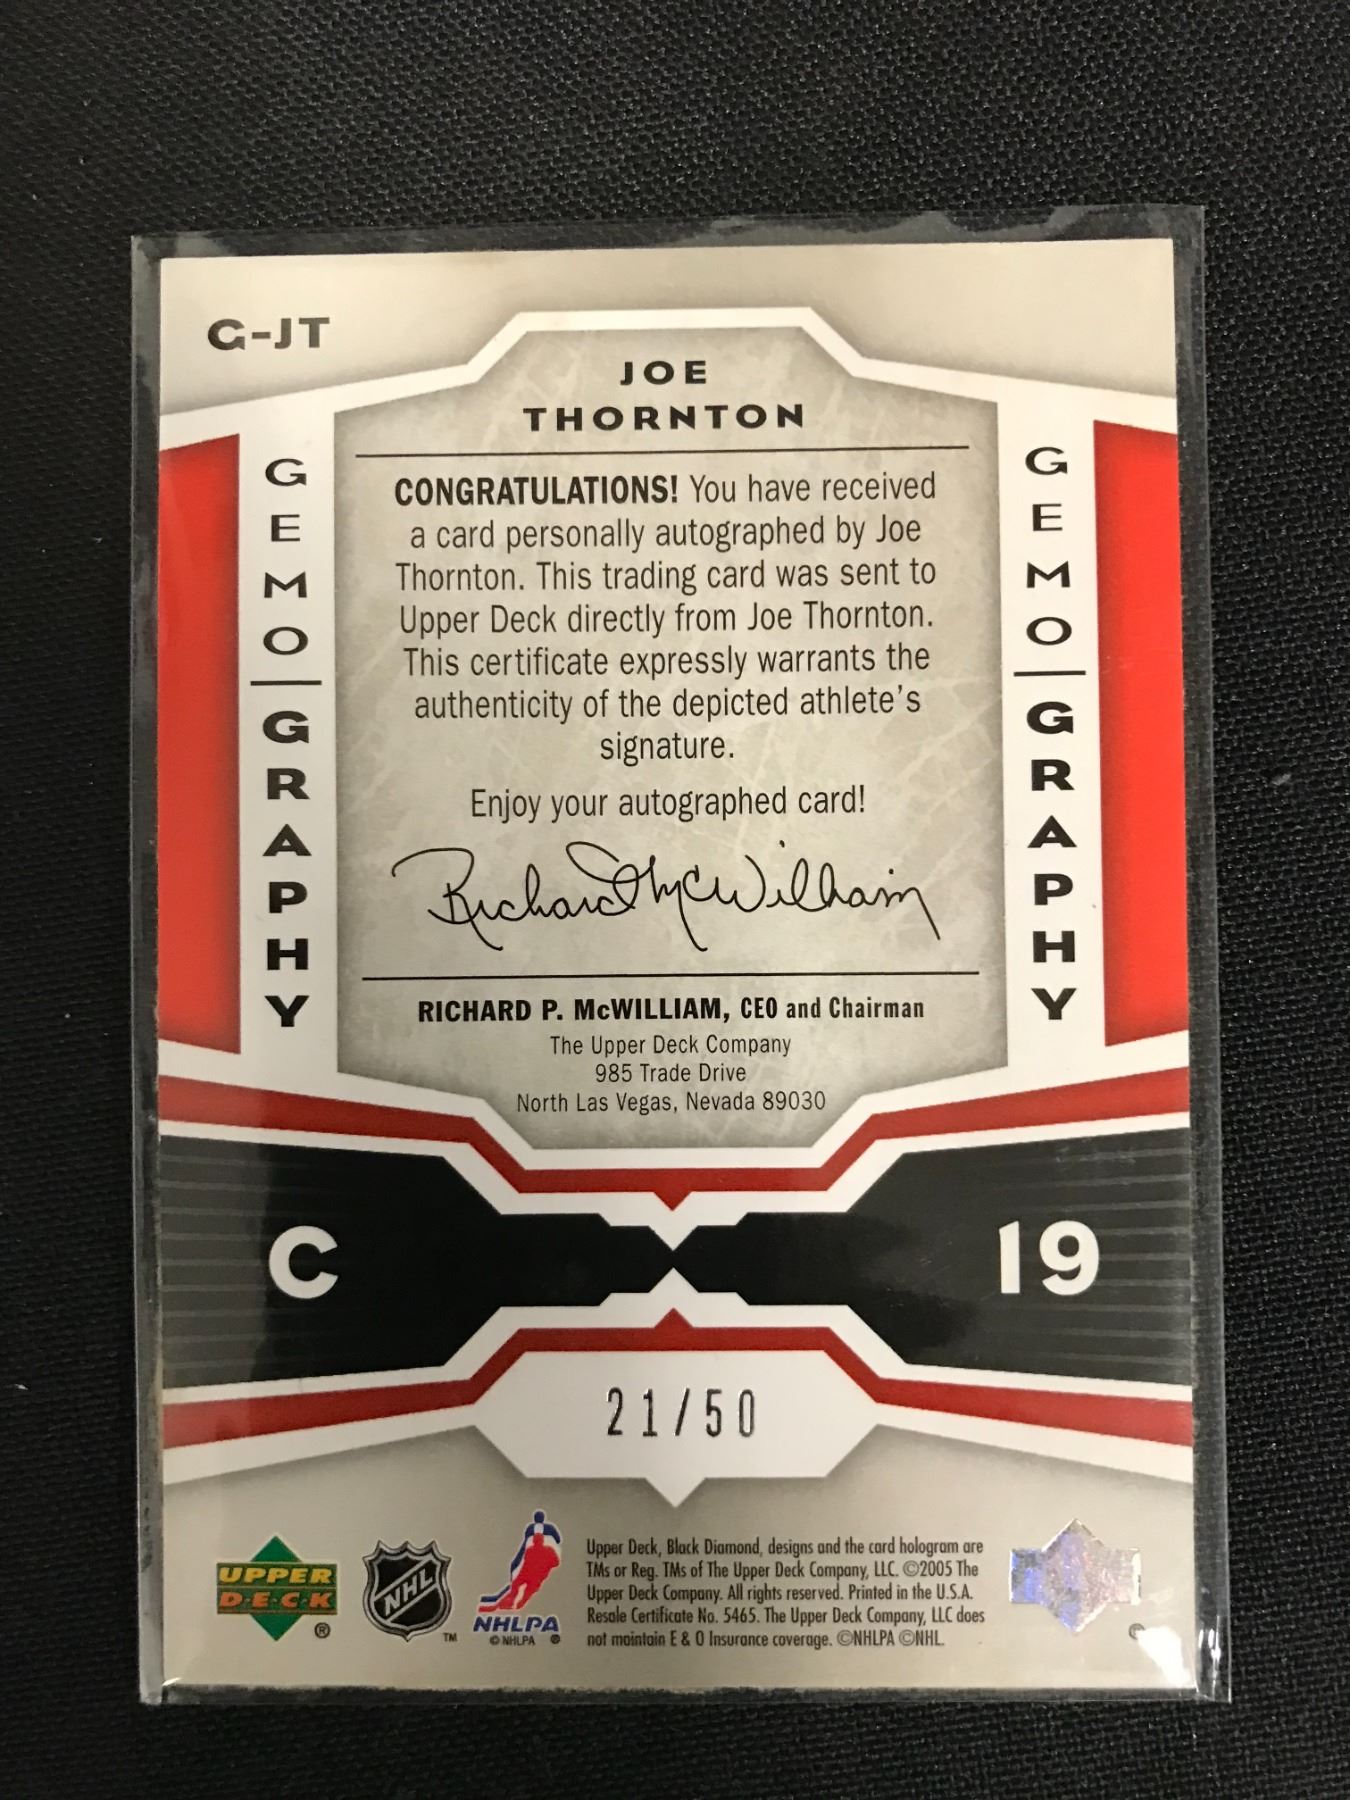 G-JT
JOE
THORNTON
GEMO
GRAPHY
GEMO
GRAPHY
CONGRATULATIONS! You have received
a card personally autographed by Joe
Thornton. This trading card was sent to
Upper Deck directly from Joe Thornton.
This certificate expressly warrants the
authenticity of the depicted athlete's
signature.
Enjoy your autographed card!
Richard McWilliam
RICHARD P. McWILLIAM, CEO and Chairman
The Upper Deck Company
985 Trade Drive
North Las Vegas, Nevada 89030
C
19
21/50
UPPER
D·E·C·K
®
NHL
TM
NHLPA
© NHLPA ®
Upper Deck, Black Diamond, designs and the card hologram are
TMs or Reg. TMs of The Upper Deck Company, LLC. ©2005 The
Upper Deck Company. All rights reserved. Printed in the U.S.A.
Resale Certificate No. 5465. The Upper Deck Company, LLC does
not maintain E & O Insurance coverage. ©NHLPA ©NHL.